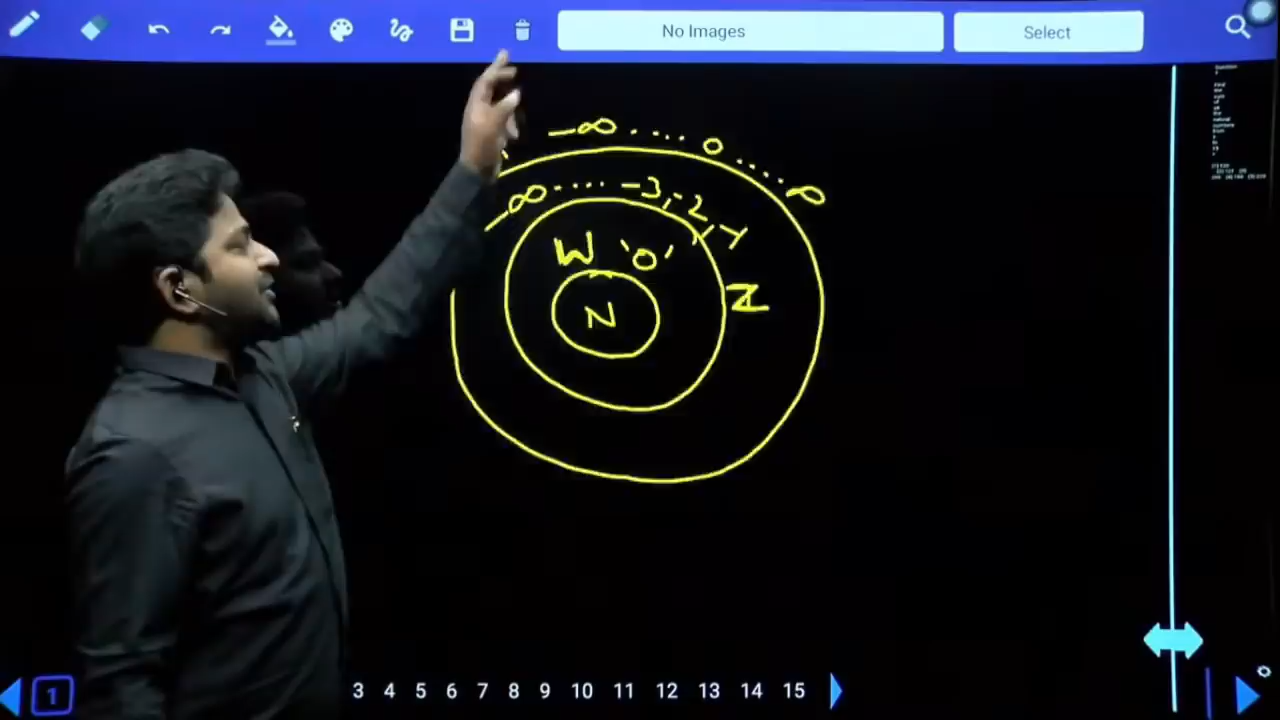 No Images
Select
-∞ ..... 0 ..... ∞
-∞ ..... -3, -2, -1
W '0'
N
Z
1 3 4 5 6 7 8 9 10 11 12 13 14 15